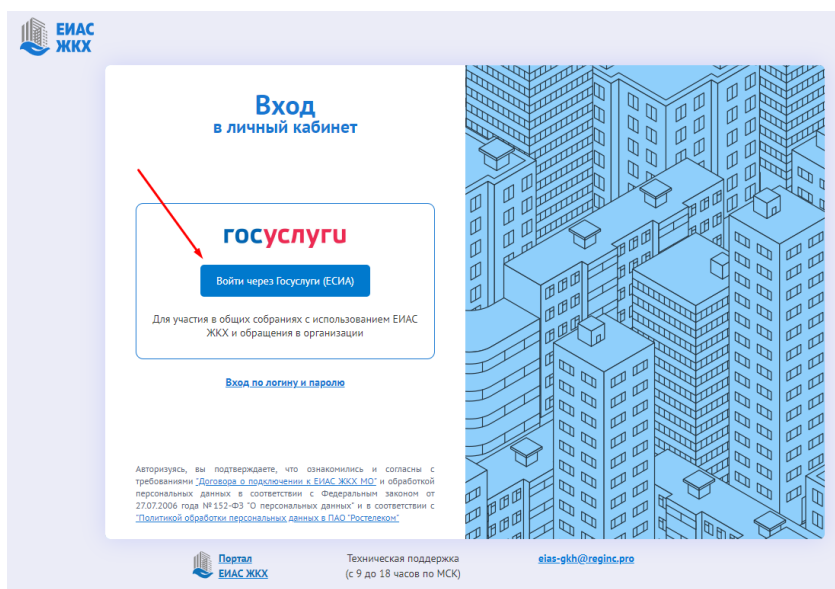 ЕИАС
ЖКХ
Вход
в личный кабинет
госуслуги
Войти через Госуслуги (ЕСИА)
Для участия в общих собраниях с использованием ЕИАС
ЖКХ и обращения в организации
Вход по логину и паролю
Авторизуясь, вы подтверждаете, что ознакомились и согласны с
требованиями "Договора о подключении к ЕИАС ЖКХ МО" и обработкой
персональных данных в соответствии с Федеральным законом от
27.07.2006 года №152-ФЗ "О персональных данных" и в соответствии с
"Политикой обработки персональных данных в ПАО "Ростелеком"
Портал
ЕИАС ЖКХ
Техническая поддержка
(с 9 до 18 часов по МСК)
eias-gkh@reginc.pro